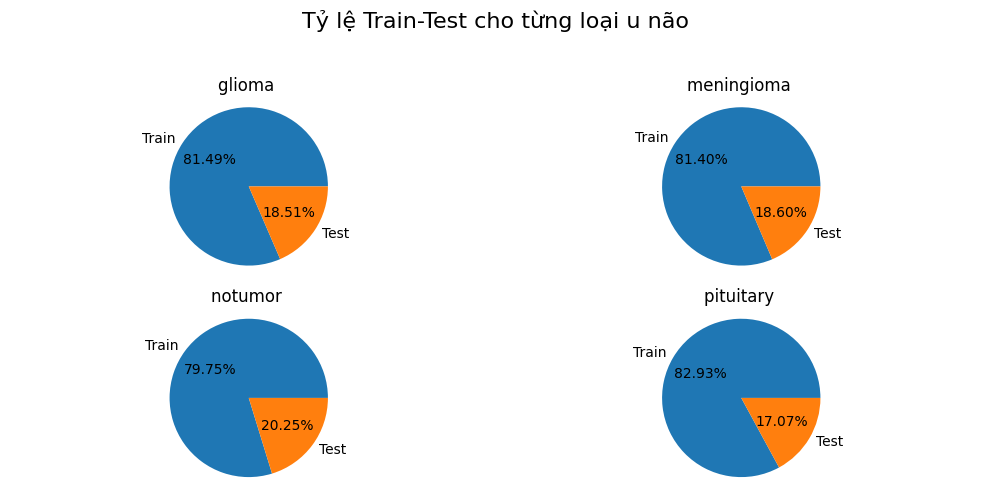 Tỷ lệ Train-Test cho từng loại u não
glioma
Train
81.49%
18.51%
Test
meningioma
Train
81.40%
18.60%
Test
notumor
Train
79.75%
20.25%
Test
pituitary
Train
82.93%
17.07%
Test